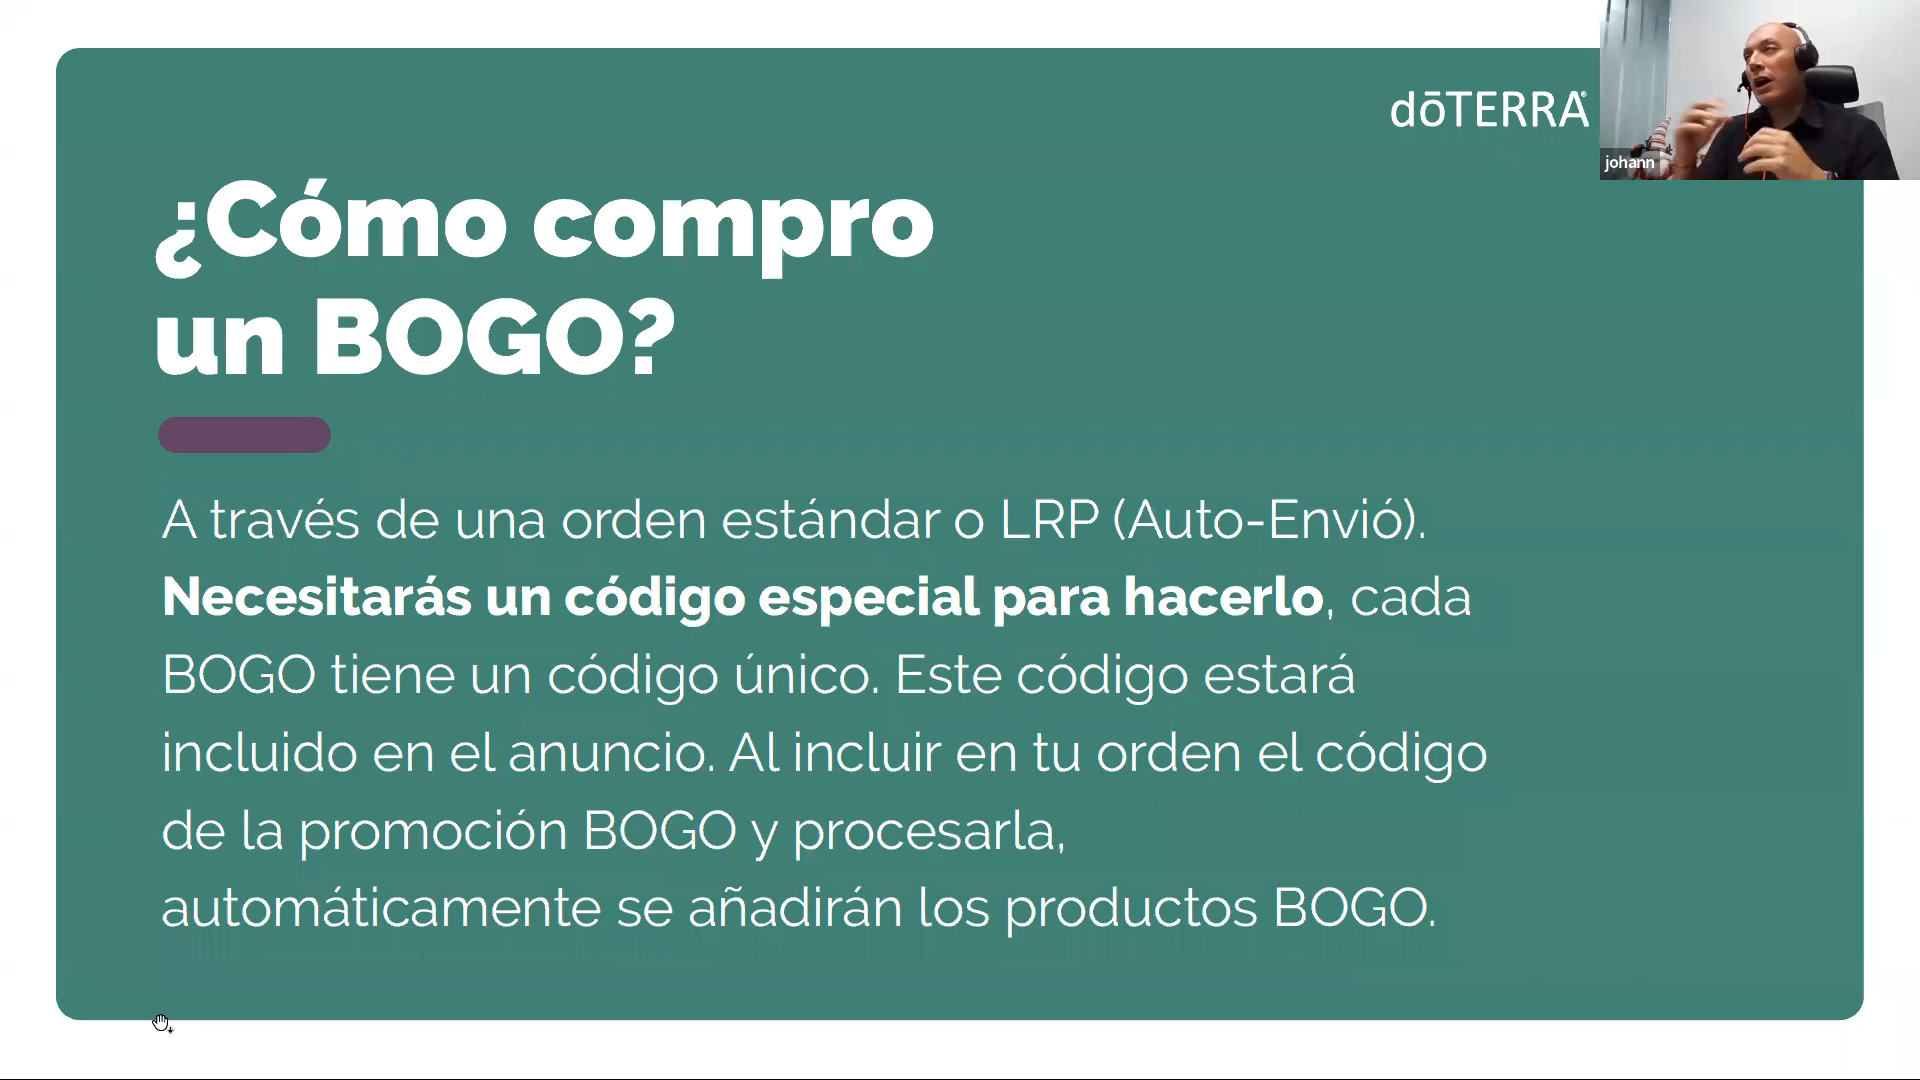 dōTERRA®
johann
¿Cómo compro
un BOGO?
A través de una orden estándar o LRP (Auto-Envió).
Necesitarás un código especial para hacerlo, cada
BOGO tiene un código único. Este código estará
incluido en el anuncio. Al incluir en tu orden el código
de la promoción BOGO y procesarla,
automáticamente se añadirán los productos BOGO.